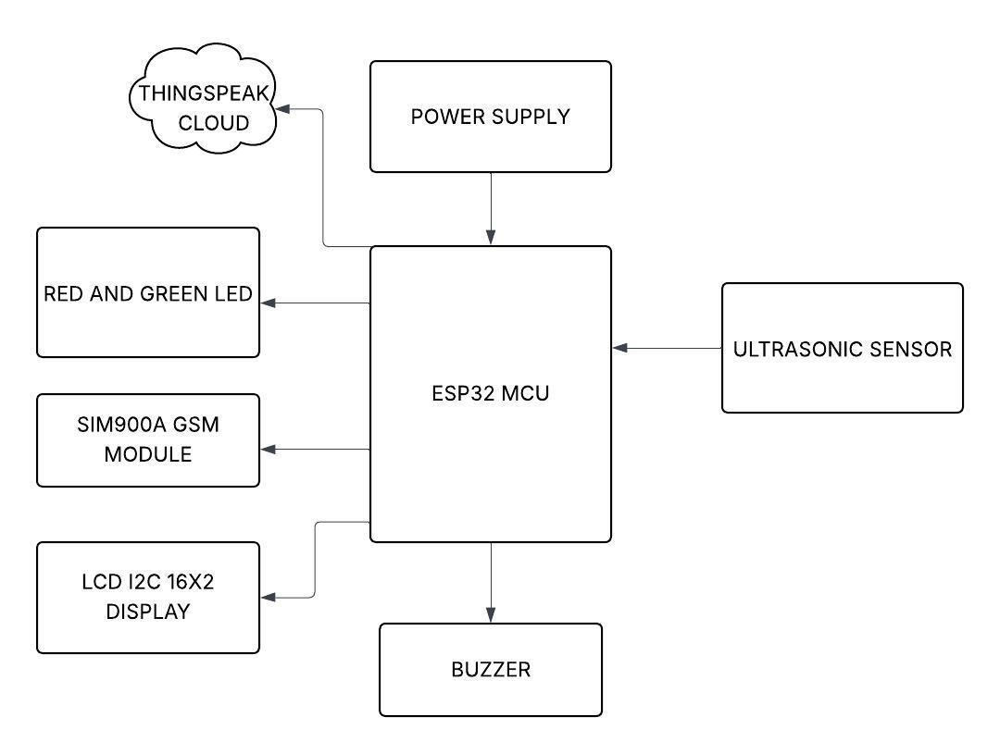 THINGSPEAK
CLOUD
POWER SUPPLY
RED AND GREEN LED
ULTRASONIC SENSOR
ESP32 MCU
SIM900A GSM
MODULE
LCD I2C 16X2
DISPLAY
BUZZER